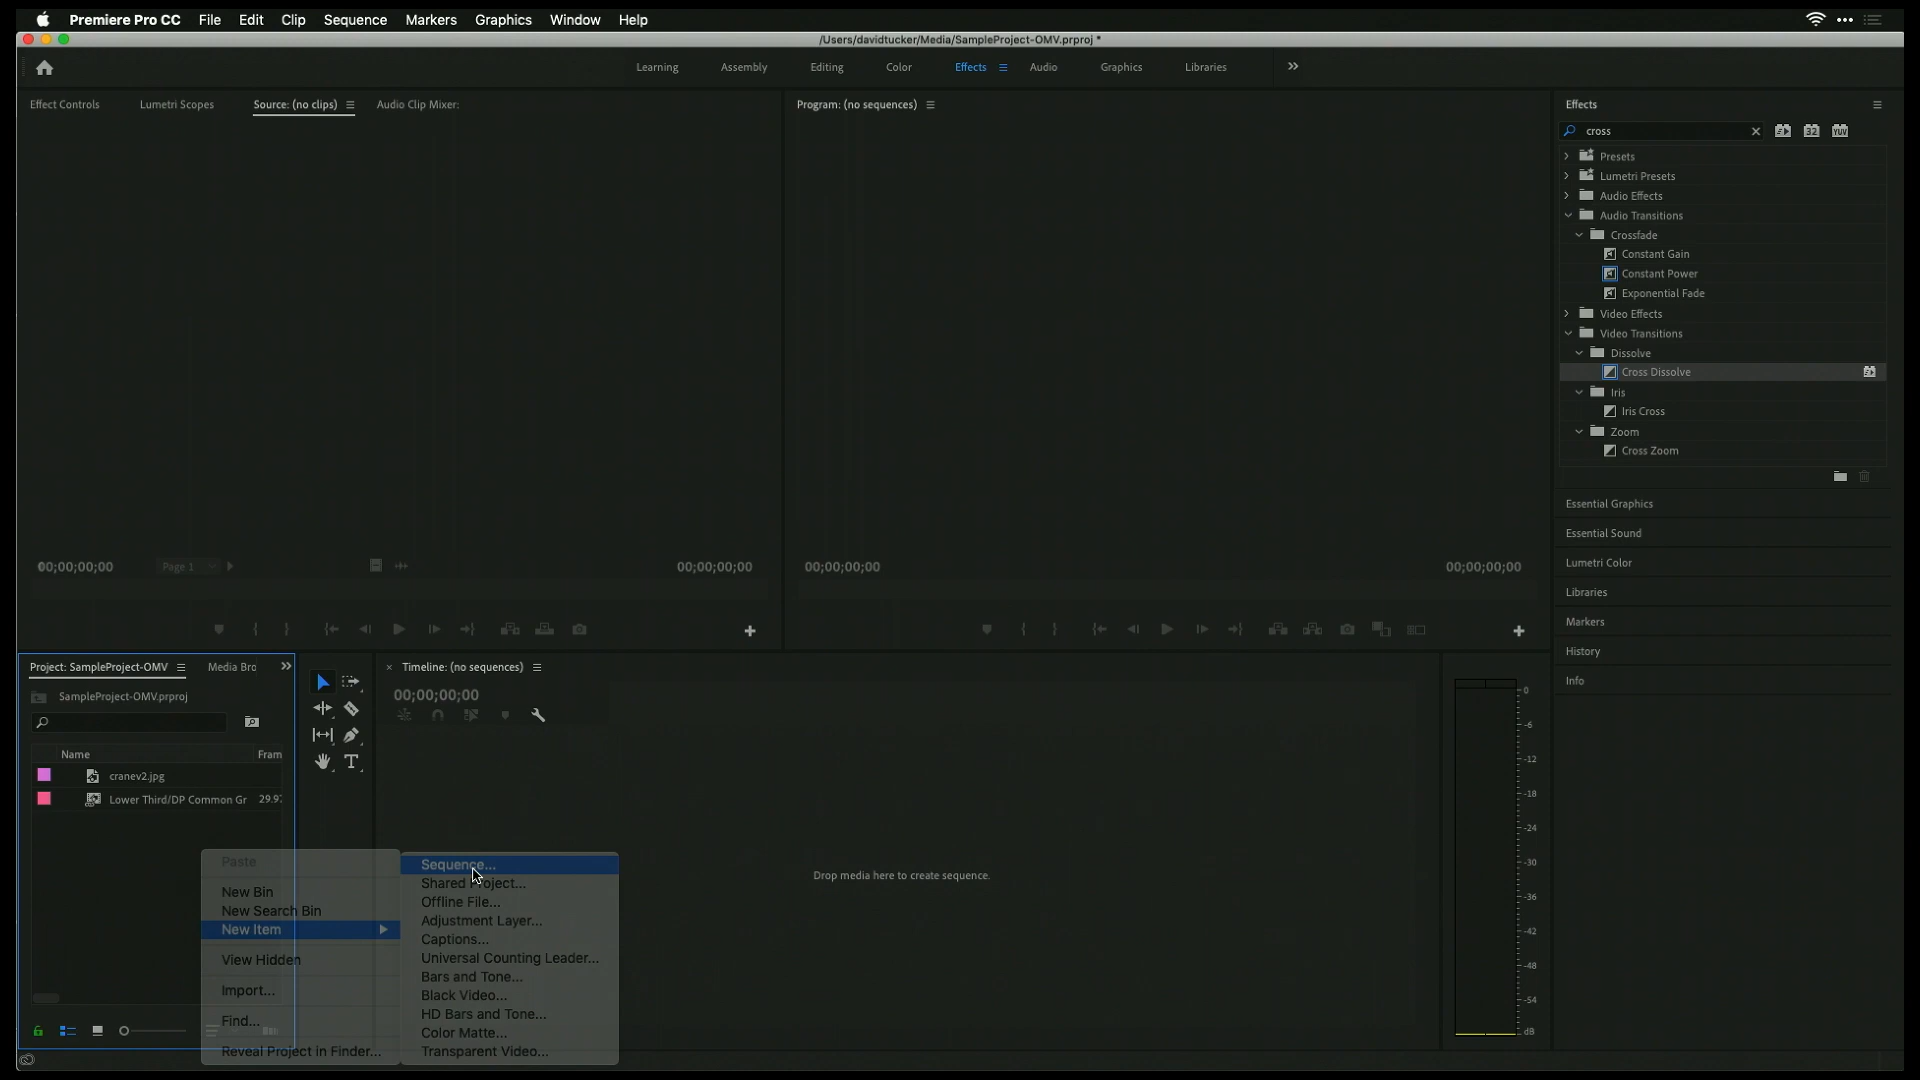 Premiere Pro CC File Edit Clip Sequence Markers Graphics Window Help
/Users/davidtucker/Media/SampleProject-OMV.prproj *
Learning Assembly Editing Color Effects Audio Graphics Libraries
Effect Controls Lumetri Scopes Source: (no clips) Audio Clip Mixer:
Program: (no sequences)
Effects
cross
32
YUV
Presets
Lumetri Presets
Audio Effects
Audio Transitions
Crossfade
Constant Gain
Constant Power
Exponential Fade
Video Effects
Video Transitions
Dissolve
Cross Dissolve
Iris
Iris Cross
Zoom
Cross Zoom
Essential Graphics
Essential Sound
Lumetri Color
Libraries
Markers
History
Info
00;00;00;00 Page 1 00;00;00;00
00;00;00;00 00;00;00;00
Project: SampleProject-OMV Media Bro
SampleProject-OMV.prproj
Name Fram
cranev2.jpg
Lower Third/DP Common Gr 29.97
Timeline: (no sequences)
00;00;00;00
Drop media here to create sequence.
Paste
New Bin
New Search Bin
New Item
View Hidden
Import...
Find...
Reveal Project in Finder...
Sequence...
Shared Project...
Offline File...
Adjustment Layer...
Captions...
Universal Counting Leader...
Bars and Tone...
Black Video...
HD Bars and Tone...
Color Matte...
Transparent Video...
0
-6
-12
-18
-24
-30
-36
-42
-48
-54
dB